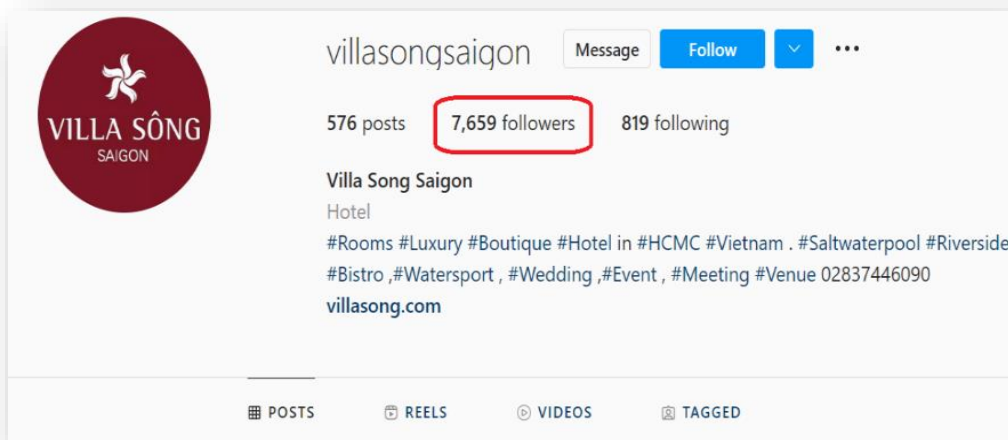 VILLA SÔNG
SAIGON
villasongsaigon Message Follow
576 posts 7,659 followers 819 following
Villa Song Saigon
Hotel
#Rooms #Luxury #Boutique #Hotel in #HCMC #Vietnam . #Saltwaterpool #Riverside
#Bistro ,#Watersport , #Wedding ,#Event , #Meeting #Venue 02837446090
villasong.com
POSTS REELS VIDEOS TAGGED